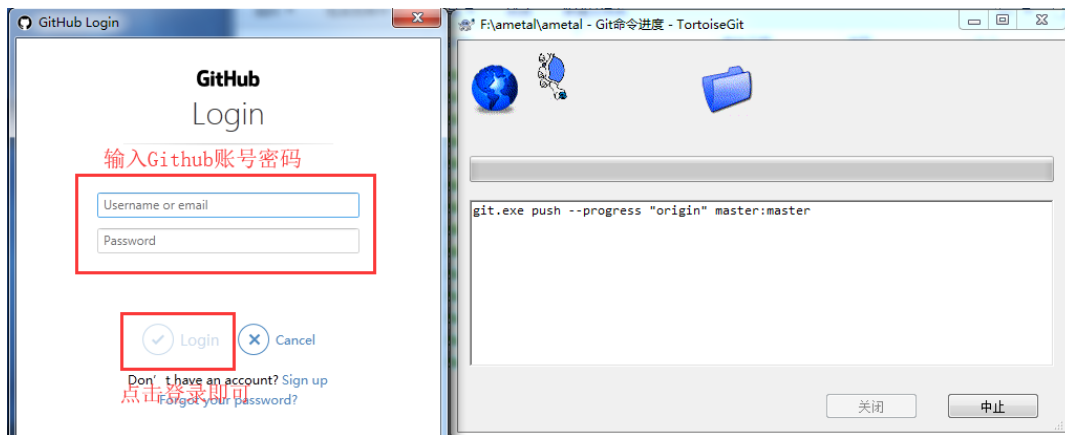 GitHub Login
GitHub
Login
输入Github账号密码
Username or email
Password
Login
Cancel
Don't have an account? Sign up
点击登录即可
Forgot your password?
F:\ametal\ametal - Git命令进度 - TortoiseGit
git.exe push --progress "origin" master:master
关闭
中止